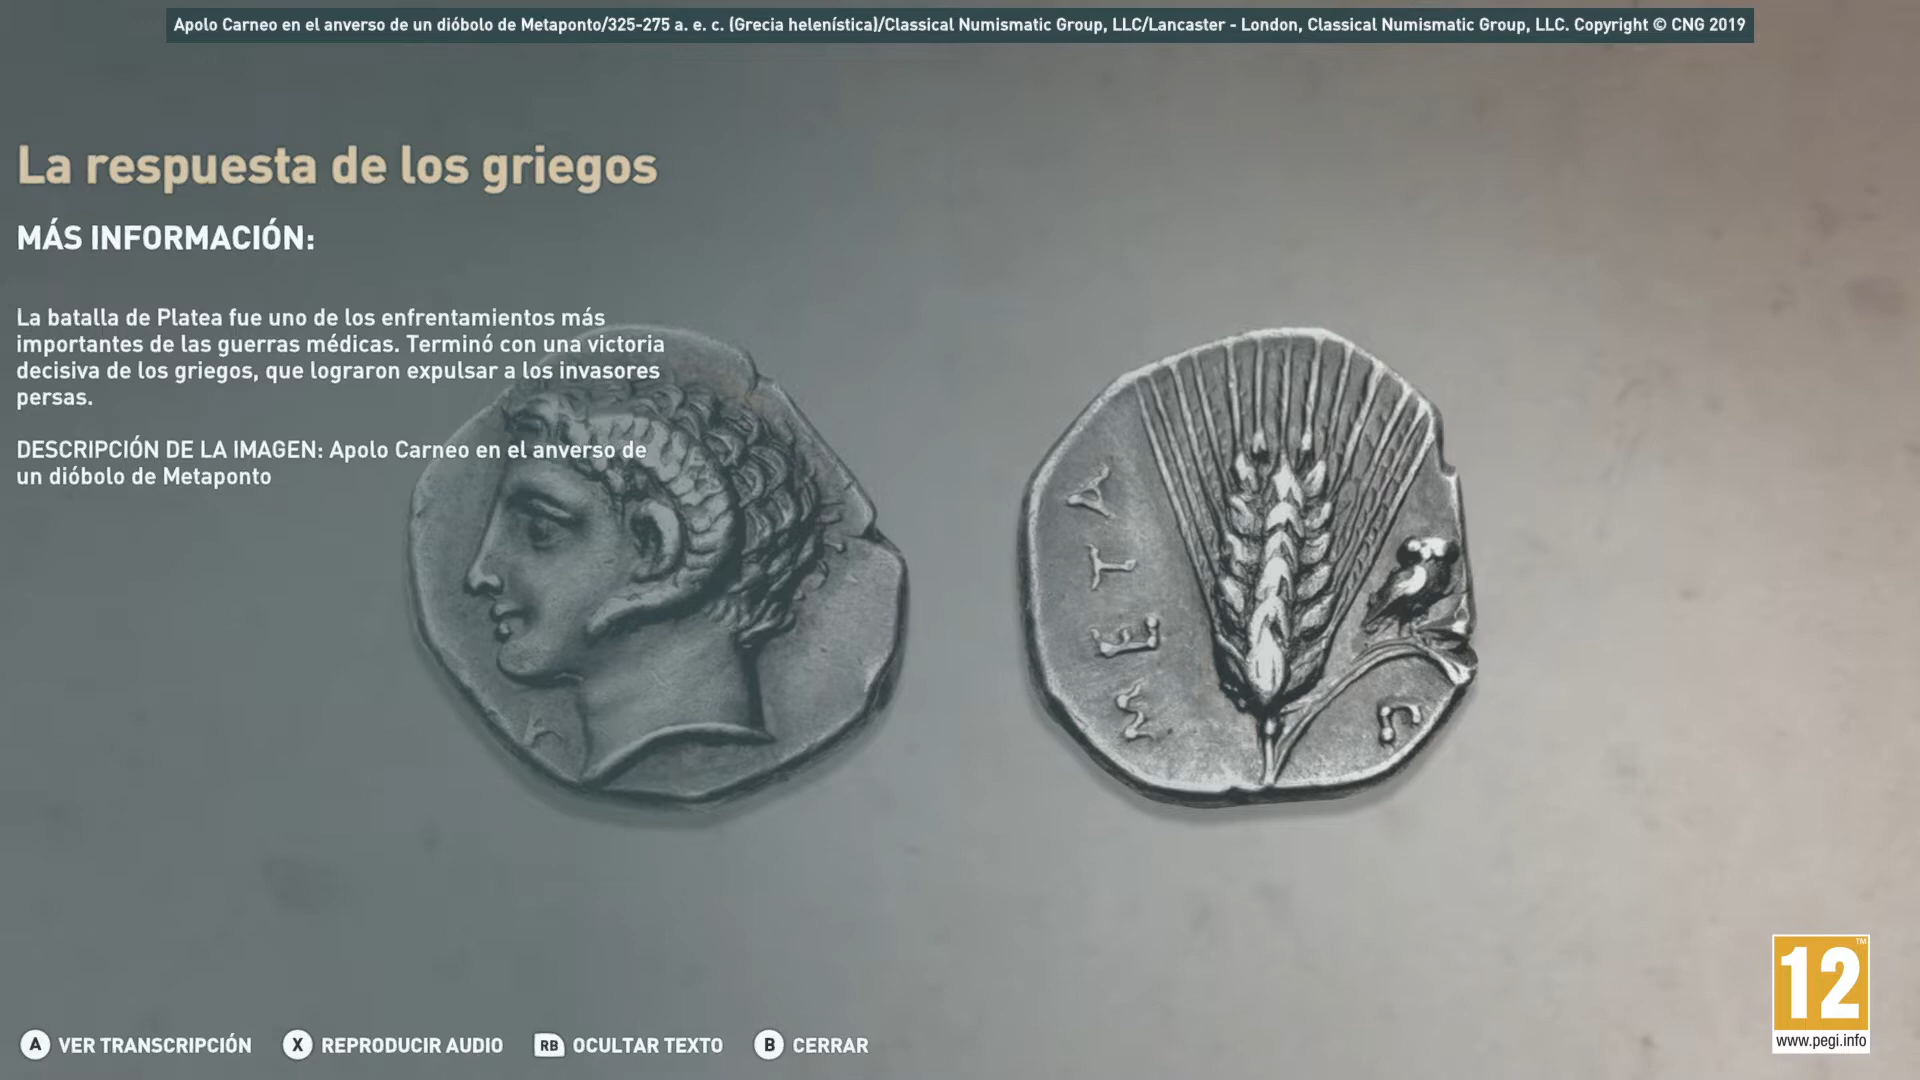 Apolo Carneo en el anverso de un dióbolo de Metaponto/325-275 a. e. c. (Grecia helenística)/Classical Numismatic Group, LLC/Lancaster - London, Classical Numismatic Group, LLC. Copyright © CNG 2019
La respuesta de los griegos
MÁS INFORMACIÓN:
La batalla de Platea fue uno de los enfrentamientos más
importantes de las guerras médicas. Terminó con una victoria
decisiva de los griegos, que lograron expulsar a los invasores
persas.
DESCRIPCIÓN DE LA IMAGEN: Apolo Carneo en el anverso de
un dióbolo de Metaponto
META
12
TM
www.pegi.info
A VER TRANSCRIPCIÓN
X REPRODUCIR AUDIO
RB OCULTAR TEXTO
B CERRAR